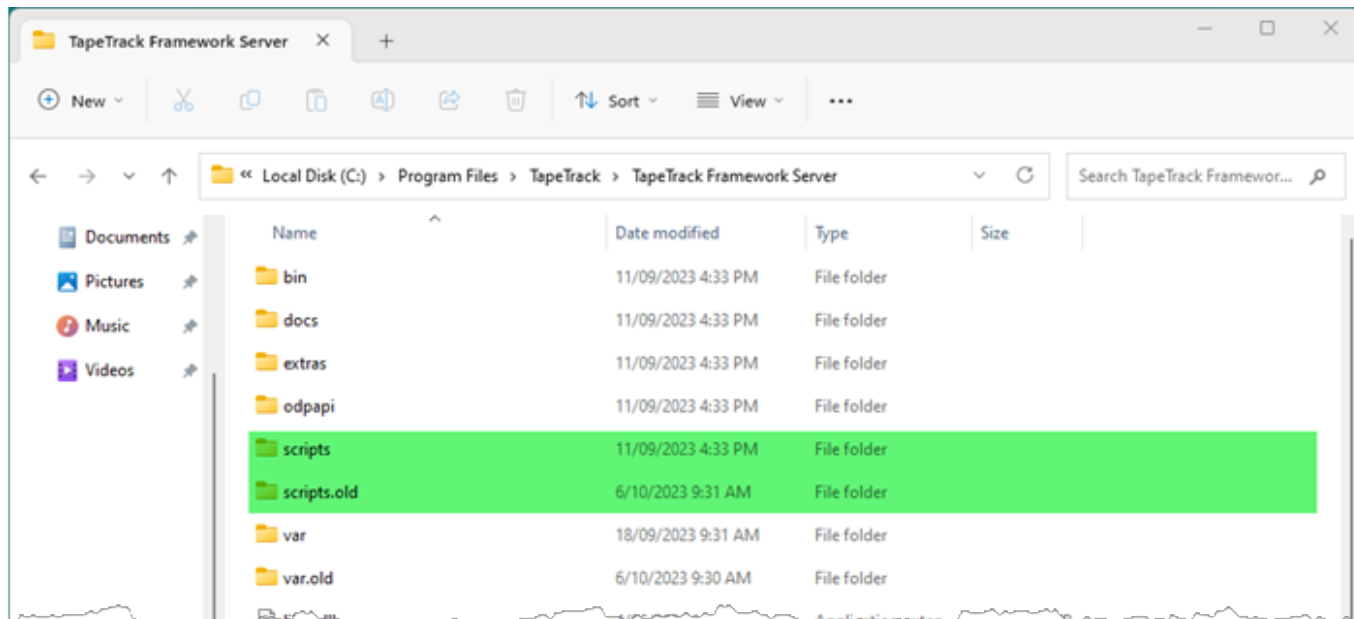 TapeTrack Framework Server
New
Sort
View
« Local Disk (C:) > Program Files > TapeTrack > TapeTrack Framework Server
Search TapeTrack Framewor...
Documents
Pictures
Music
Videos
Name Date modified Type Size
bin 11/09/2023 4:33 PM File folder
docs 11/09/2023 4:33 PM File folder
extras 11/09/2023 4:33 PM File folder
odpapi 11/09/2023 4:33 PM File folder
scripts 11/09/2023 4:33 PM File folder
scripts.old 6/10/2023 9:31 AM File folder
var 18/09/2023 9:31 AM File folder
var.old 6/10/2023 9:30 AM File folder